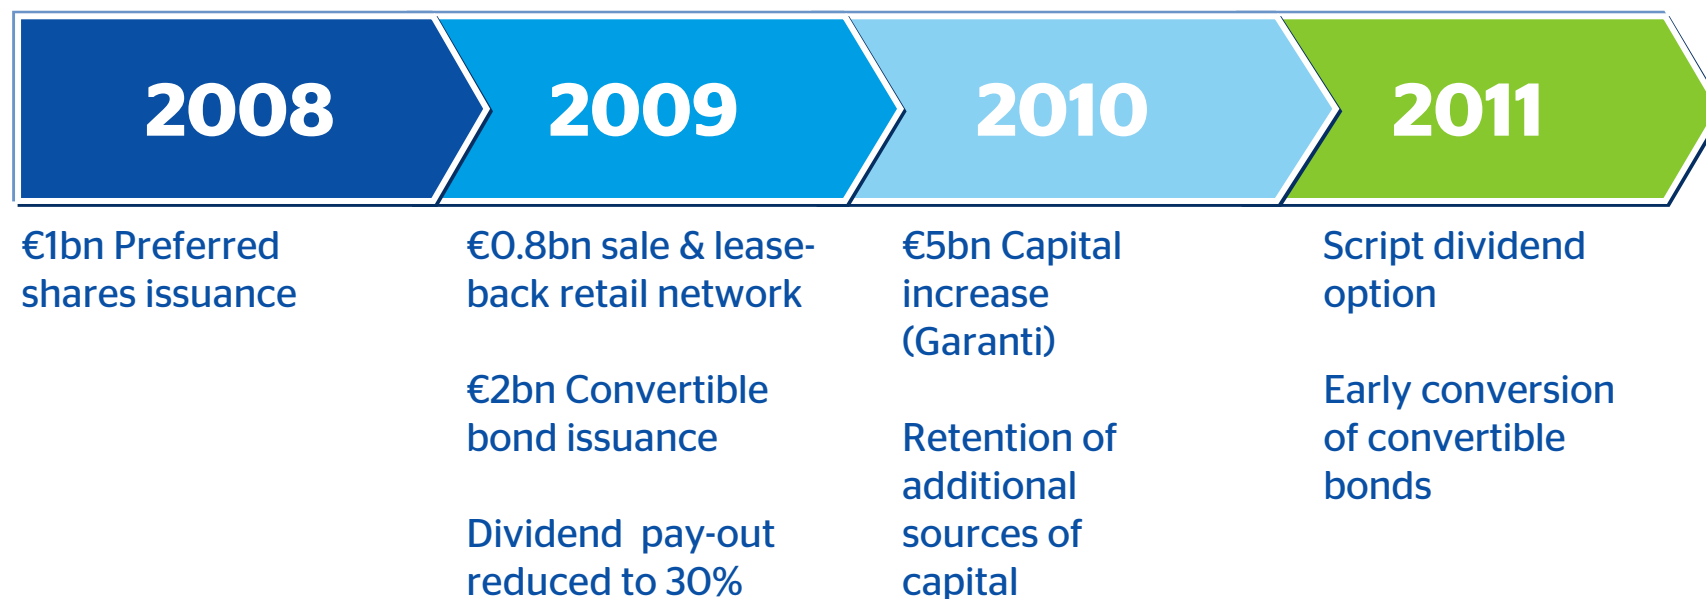 2008
€1bn Preferred
shares issuance
2009
€0.8bn sale & lease-
back retail network
€2bn Convertible
bond issuance
Dividend pay-out
reduced to 30%
2010
€5bn Capital
increase
(Garanti)
Retention of
additional
sources of
capital
2011
Script dividend
option
Early conversion
of convertible
bonds